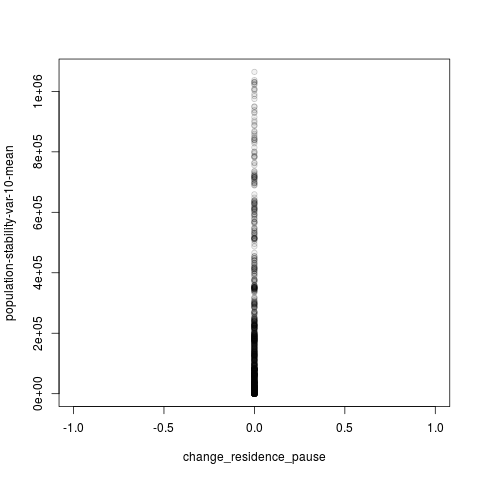 population-stability-var-10-mean
1e+06
8e+05
6e+05
4e+05
2e+05
0e+00
-1.0 -0.5 0.0 0.5 1.0
change_residence_pause